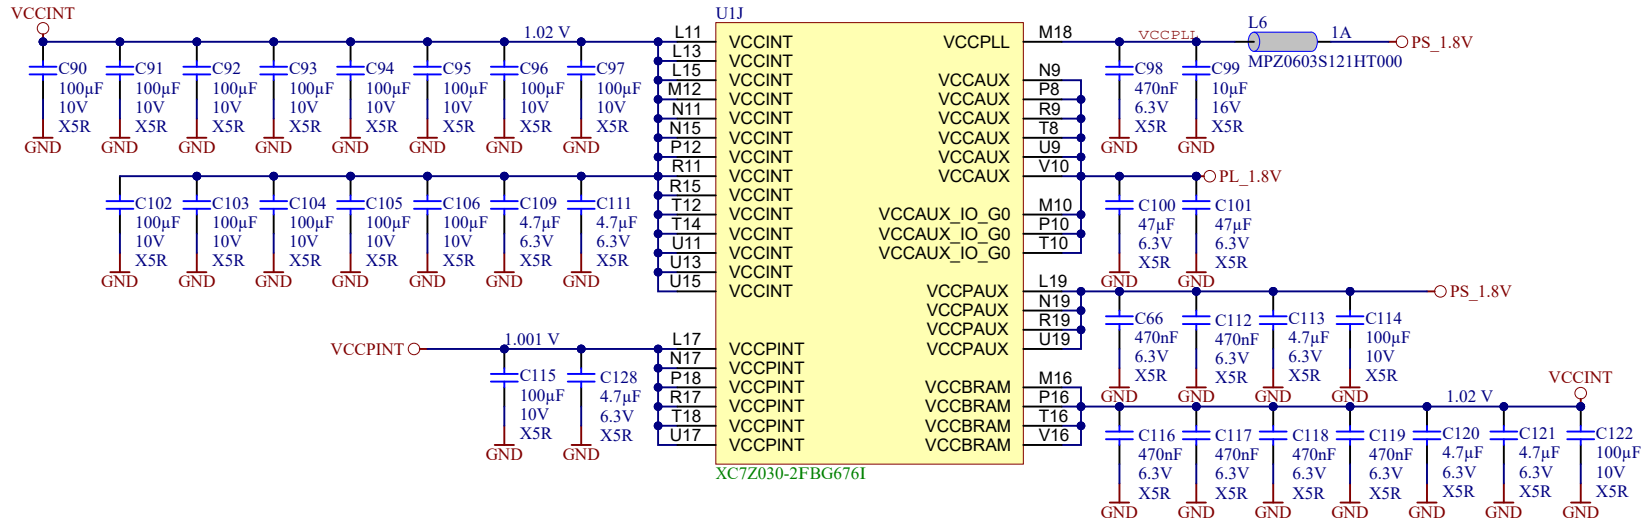 VCCINT
1.02 V
C90
100µF
10V
X5R
GND
C91
100µF
10V
X5R
GND
C92
100µF
10V
X5R
GND
C93
100µF
10V
X5R
GND
C94
100µF
10V
X5R
GND
C95
100µF
10V
X5R
GND
C96
100µF
10V
X5R
GND
C97
100µF
10V
X5R
GND
C102
100µF
10V
X5R
GND
C103
100µF
10V
X5R
GND
C104
100µF
10V
X5R
GND
C105
100µF
10V
X5R
GND
C106
100µF
10V
X5R
GND
C109
4.7µF
6.3V
X5R
GND
C111
4.7µF
6.3V
X5R
GND
VCCPINT
1.001 V
C115
100µF
10V
X5R
GND
C128
4.7µF
6.3V
X5R
GND
U1J
L11 VCCINT
L13 VCCINT
L15 VCCINT
M12 VCCINT
N11 VCCINT
N15 VCCINT
P12 VCCINT
R11 VCCINT
R15 VCCINT
T12 VCCINT
T14 VCCINT
U11 VCCINT
U13 VCCINT
U15 VCCINT
L17 VCCPINT
N17 VCCPINT
P18 VCCPINT
R17 VCCPINT
T18 VCCPINT
U17 VCCPINT
VCCPLL M18
VCCAUX N9
VCCAUX P8
VCCAUX R9
VCCAUX T8
VCCAUX U9
VCCAUX V10
VCCAUX_IO_G0 M10
VCCAUX_IO_G0 P10
VCCAUX_IO_G0 T10
VCCPAUX L19
VCCPAUX N19
VCCPAUX R19
VCCPAUX U19
VCCBRAM M16
VCCBRAM P16
VCCBRAM T16
VCCBRAM V16
XC7Z030-2FBG676I
VCCPLL
L6
1A
MPZ0603S121HT000
PS_1.8V
C98
470nF
6.3V
X5R
GND
C99
10µF
16V
X5R
GND
PL_1.8V
C100
47µF
6.3V
X5R
GND
C101
47µF
6.3V
X5R
GND
PS_1.8V
C66
470nF
6.3V
X5R
GND
C112
470nF
6.3V
X5R
GND
C113
4.7µF
6.3V
X5R
GND
C114
100µF
10V
X5R
GND
VCCINT
1.02 V
C116
470nF
6.3V
X5R
GND
C117
470nF
6.3V
X5R
GND
C118
470nF
6.3V
X5R
GND
C119
470nF
6.3V
X5R
GND
C120
4.7µF
6.3V
X5R
GND
C121
4.7µF
6.3V
X5R
GND
C122
100µF
10V
X5R
GND